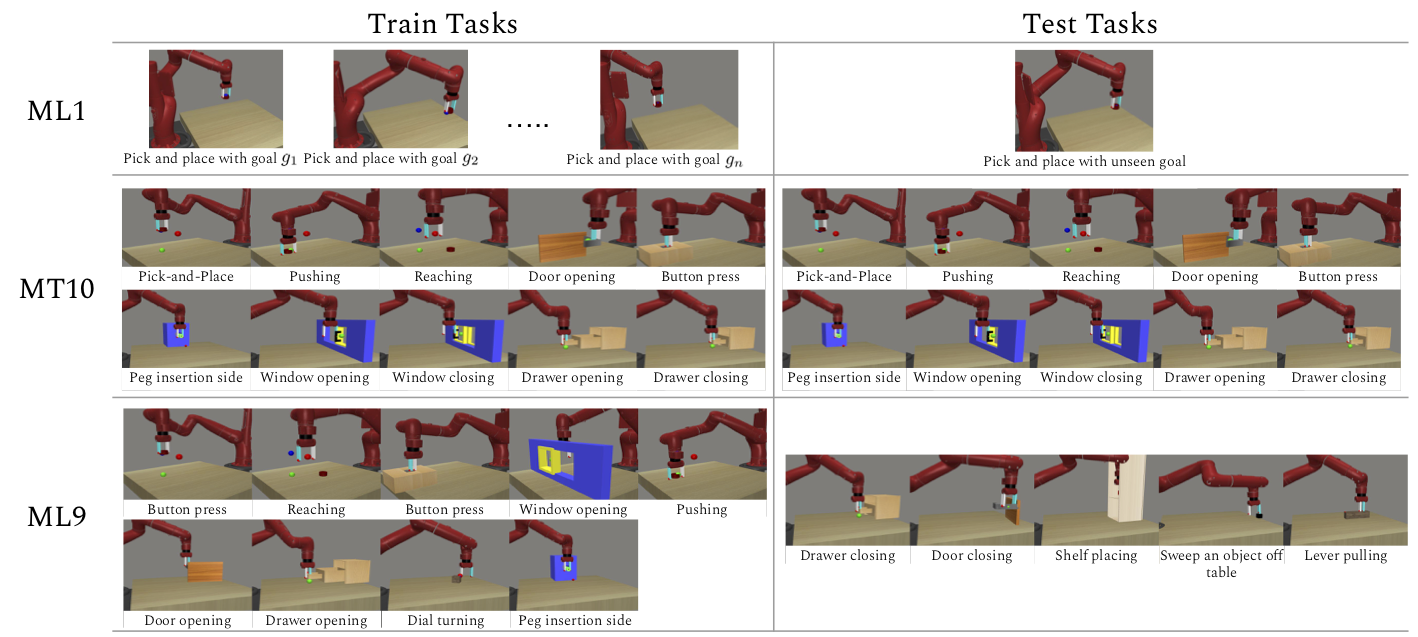 Train Tasks
Test Tasks
ML1
.....
Pick and place with goal g1
Pick and place with goal g2
Pick and place with goal gn
Pick and place with unseen goal
MT10
Pick-and-Place
Pushing
Reaching
Door opening
Button press
Pick-and-Place
Pushing
Reaching
Door opening
Button press
Peg insertion side
Window opening
Window closing
Drawer opening
Drawer closing
Peg insertion side
Window opening
Window closing
Drawer opening
Drawer closing
ML9
Button press
Reaching
Button press
Window opening
Pushing
Door opening
Drawer opening
Dial turning
Peg insertion side
Drawer closing
Door closing
Shelf placing
Sweep an object off
table
Lever pulling